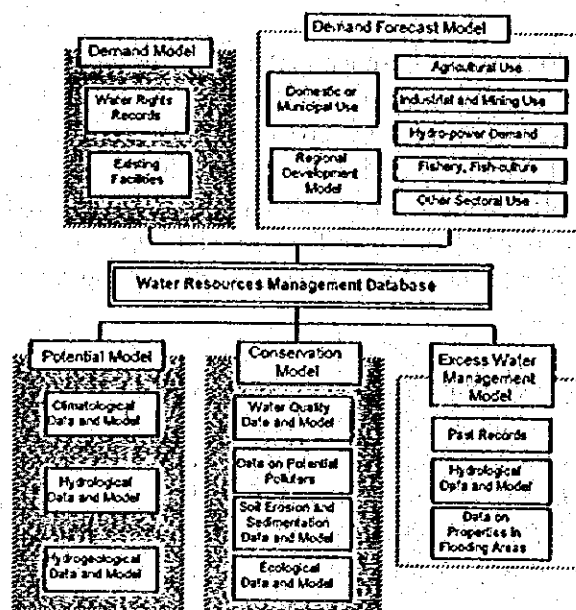 Demand Model
Water Rights
Records
Existing
Facilities
Demand Forecast Model
Domestic or
Municipal Use
Regional
Development
Model
Agricultural Use
Industrial and Mining Use
Hydro-power Demand
Fishery, Fish-culture
Other Sectoral Use
Water Resources Management Database
Potential Model
Climatological
Data and Model
Hydrological
Data and Model
Hydrogeological
Data and Model
Conservation
Model
Water Quality
Data and Model
Data on Potential
Polluters
Soil Erosion and
Sedimentation
Data and Model
Ecological
Data and Model
Excess Water
Management
Model
Past Records
Hydrological
Data and Model
Data on
Properties in
Flooding Areas